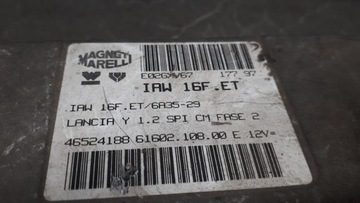 MAGNETI
MARELLI
177 97
IAW 16F.ET
IAW 16F.ET/6A35-29
LANCIA Y 1.2 SPI CM FASE 2
46524188 61602.108.00 E 12V=